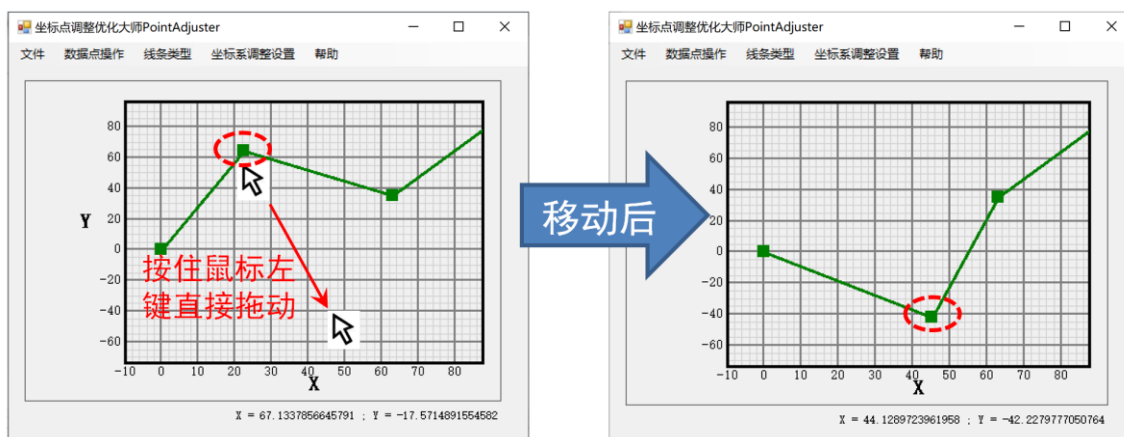 坐标点调整优化大师PointAdjuster
文件 数据点操作 线条类型 坐标系调整设置 帮助
80
60
40
20
0
-20
-40
-60
Y
-10 0 10 20 30 40 50 60 70 80
X
按住鼠标左
键直接拖动
X = 67.1337856645791 ; Y = -17.5714891554582
移动后
坐标点调整优化大师PointAdjuster
文件 数据点操作 线条类型 坐标系调整设置 帮助
80
60
40
20
0
-20
-40
-60
-10 0 10 20 30 40 50 60 70 80
X
X = 44.1289723961958 ; Y = -42.2279777050764